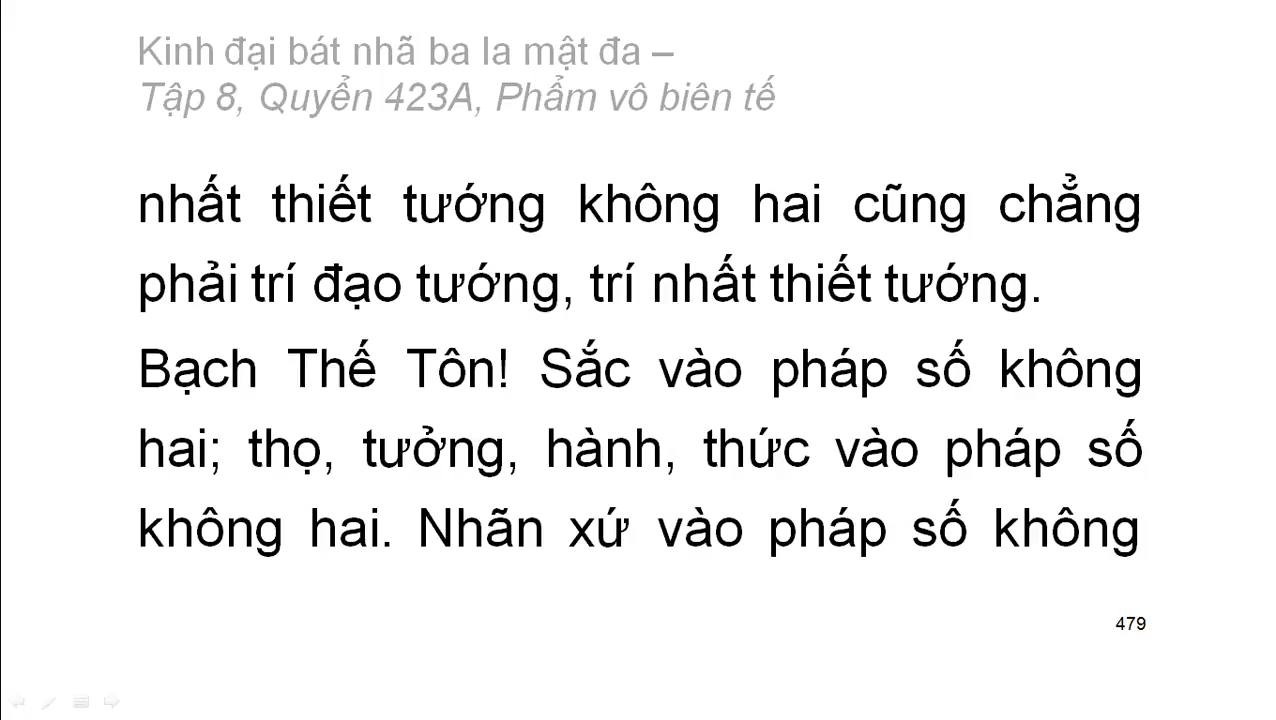 Kinh đại bát nhã ba la mật đa –
Tập 8, Quyển 423A, Phẩm vô biên tế
nhất thiết tướng không hai cũng chẳng
phải trí đạo tướng, trí nhất thiết tướng.
Bạch Thế Tôn! Sắc vào pháp số không
hai; thọ, tưởng, hành, thức vào pháp số
không hai. Nhãn xứ vào pháp số không
479